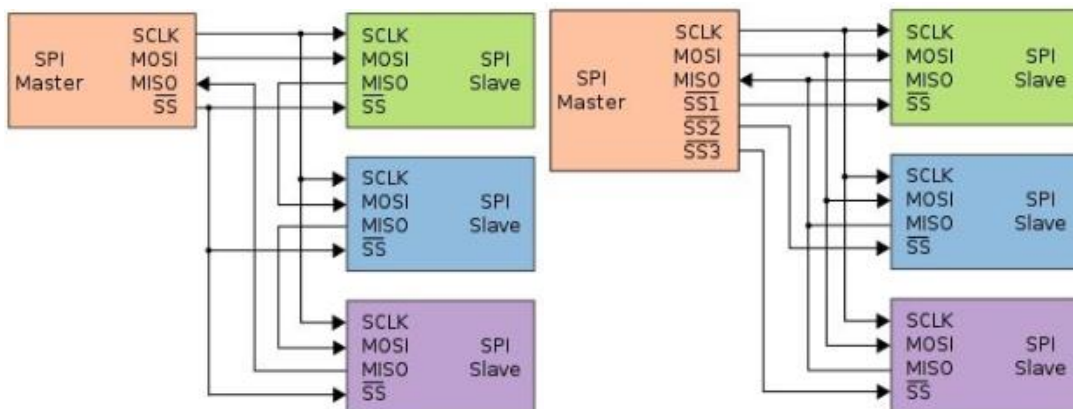 SPI
Master
SCLK
MOSI
MISO
SS
SCLK
MOSI SPI
MISO Slave
SS
SCLK
MOSI SPI
MISO Slave
SS
SCLK
MOSI SPI
MISO Slave
SS
SPI
Master
SCLK
MOSI
MISO
SS1
SS2
SS3
SCLK
MOSI SPI
MISO Slave
SS
SCLK
MOSI SPI
MISO Slave
SS
SCLK
MOSI SPI
MISO Slave
SS